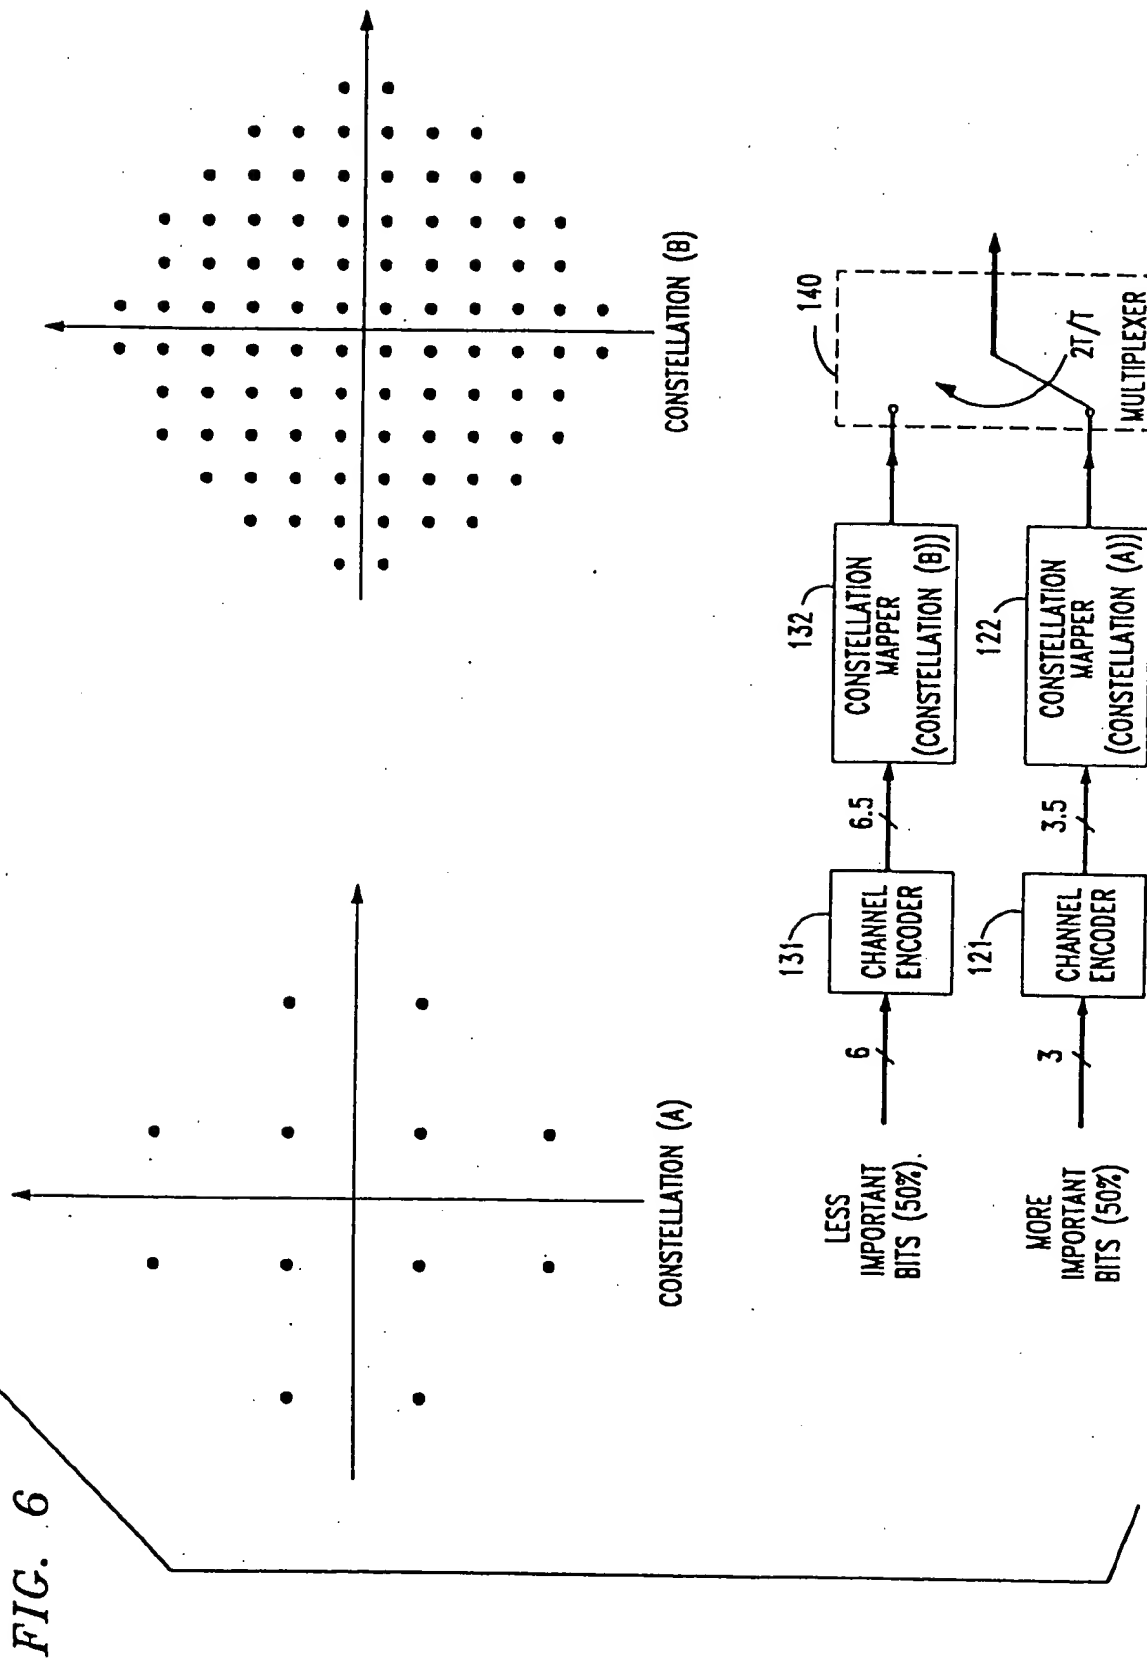 FIG. 6
CONSTELLATION (A)
CONSTELLATION (B)
LESS
IMPORTANT
BITS (50%).
6
131
CHANNEL
ENCODER
6.5
132
CONSTELLATION
MAPPER
(CONSTELLATION (B))
140
MORE
IMPORTANT
BITS (50%)
3
121
CHANNEL
ENCODER
3.5
122
CONSTELLATION
MAPPER
(CONSTELLATION (A))
2T/T
MULTIPLEXER